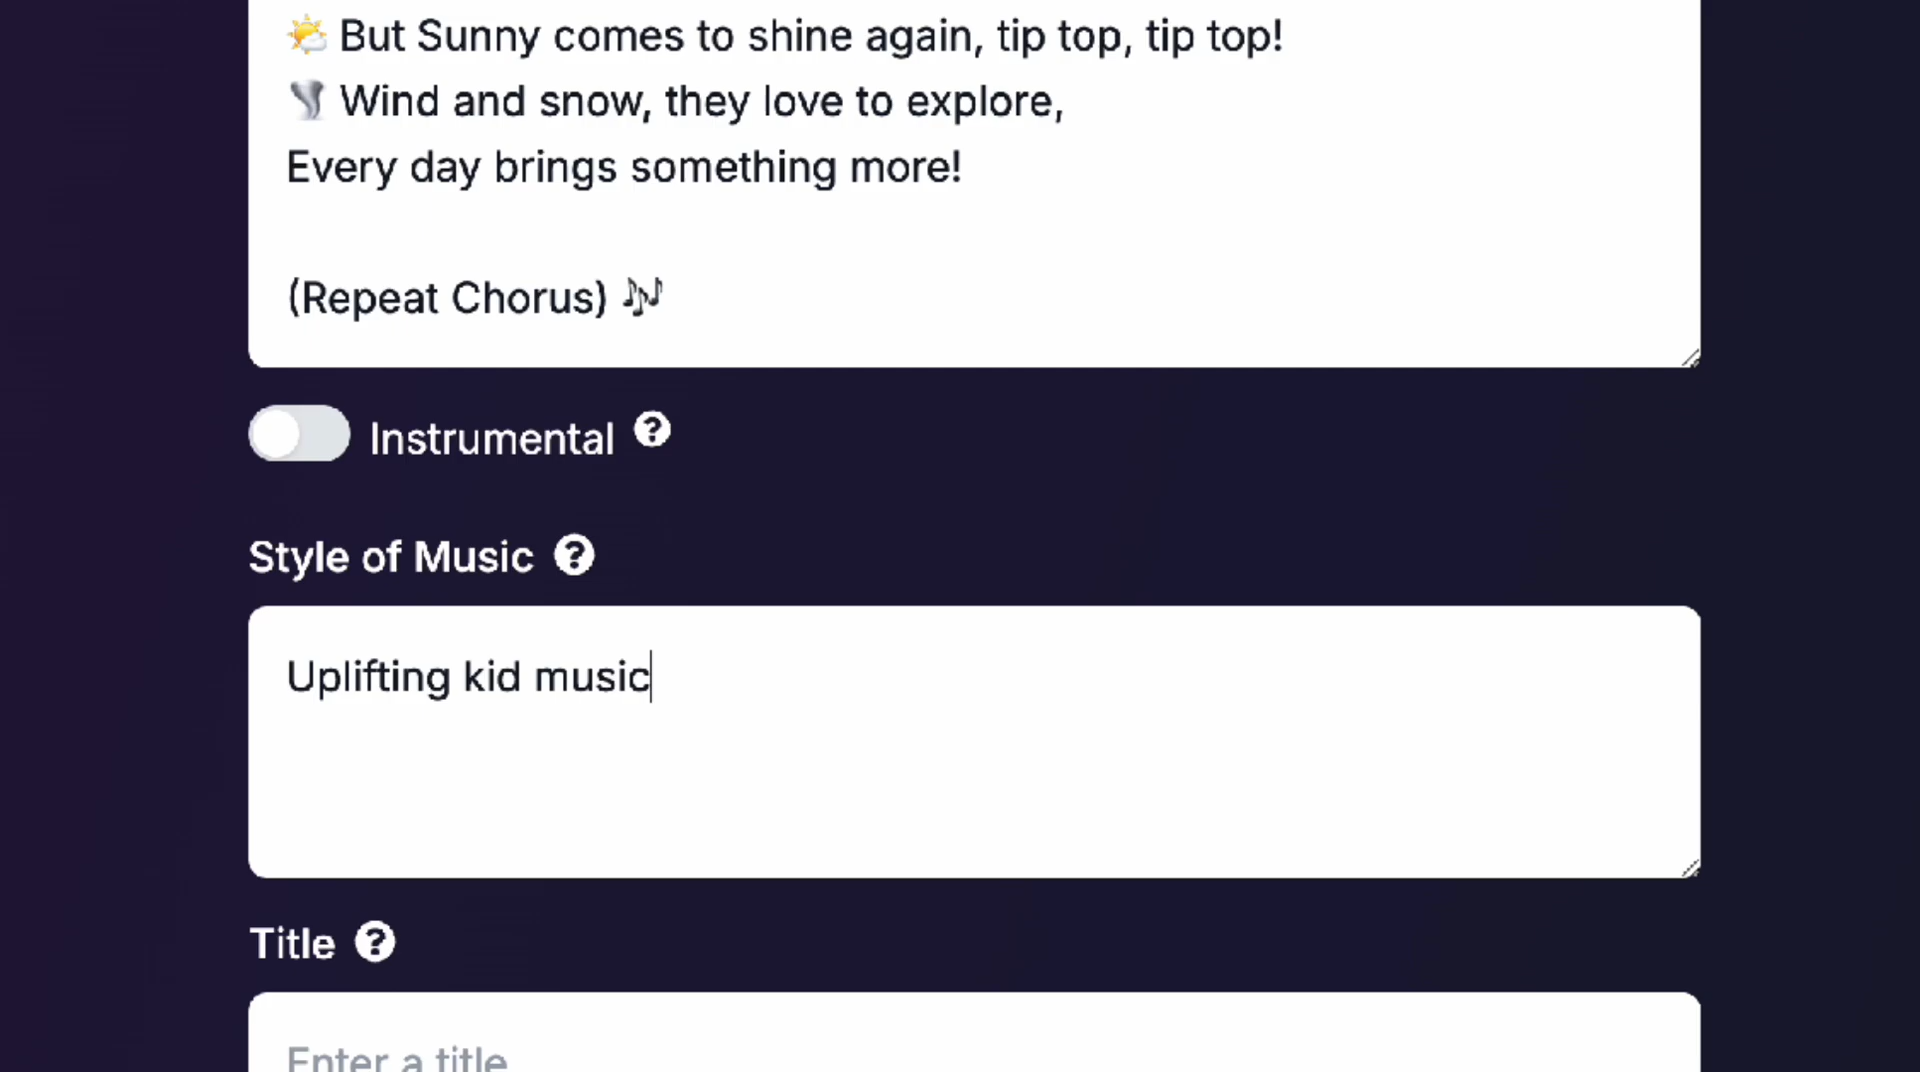 🌤️ But Sunny comes to shine again, tip top, tip top!
🌪️ Wind and snow, they love to explore,
Every day brings something more!
(Repeat Chorus) 🎶
Instrumental
Style of Music
Uplifting kid music
Title
Enter a title